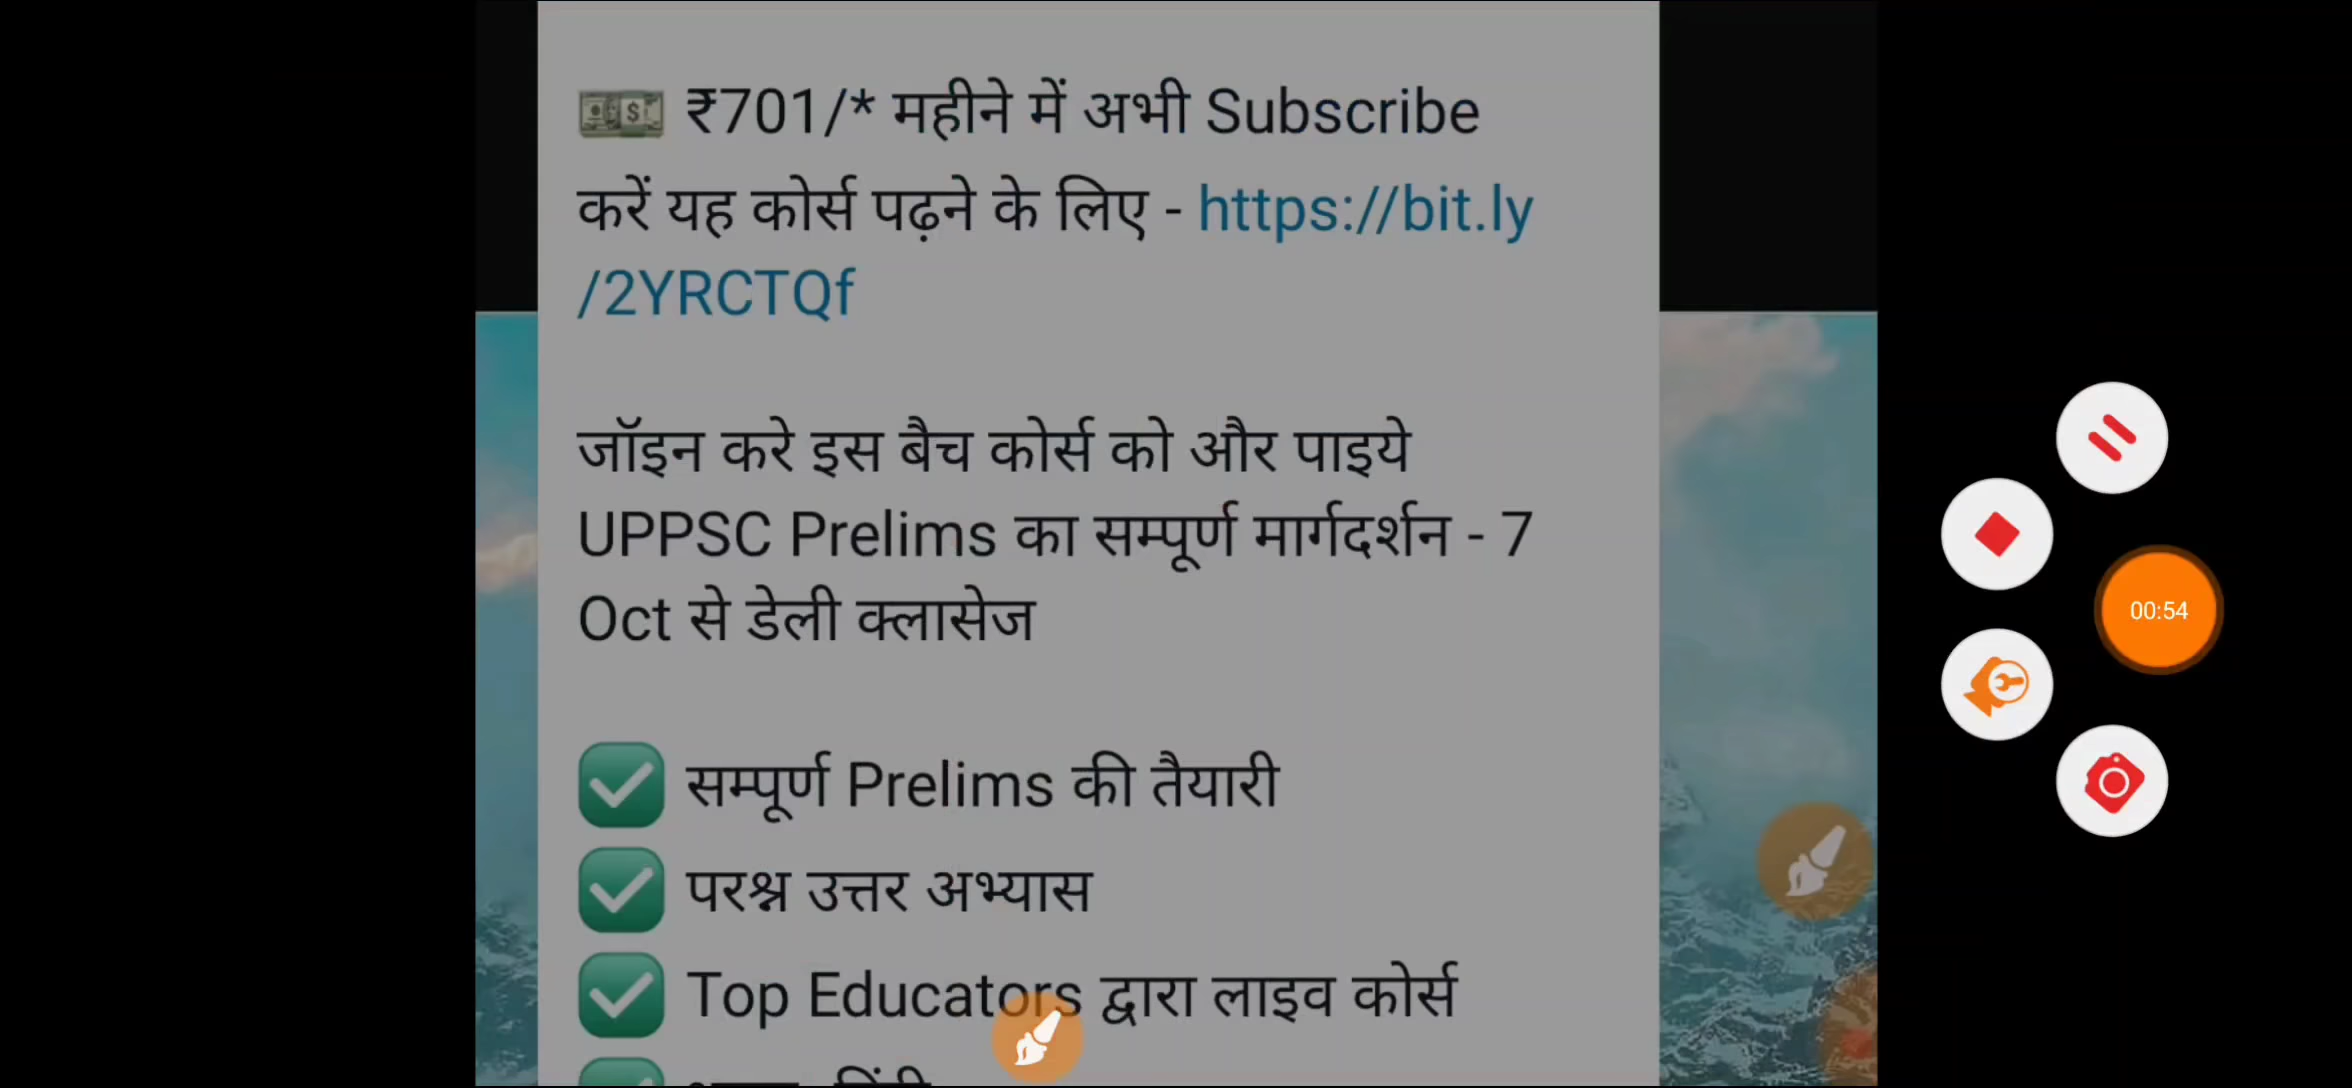 ₹701/* महीने में अभी Subscribe
करें यह कोर्स पढ़ने के लिए - https://bit.ly
/2YRCTQf
जॉइन करे इस बैच कोर्स को और पाइये
UPPSC Prelims का सम्पूर्ण मार्गदर्शन - 7
Oct से डेली क्लासेज
सम्पूर्ण Prelims की तैयारी
परश्न उत्तर अभ्यास
Top Educators द्वारा लाइव कोर्स
00:54